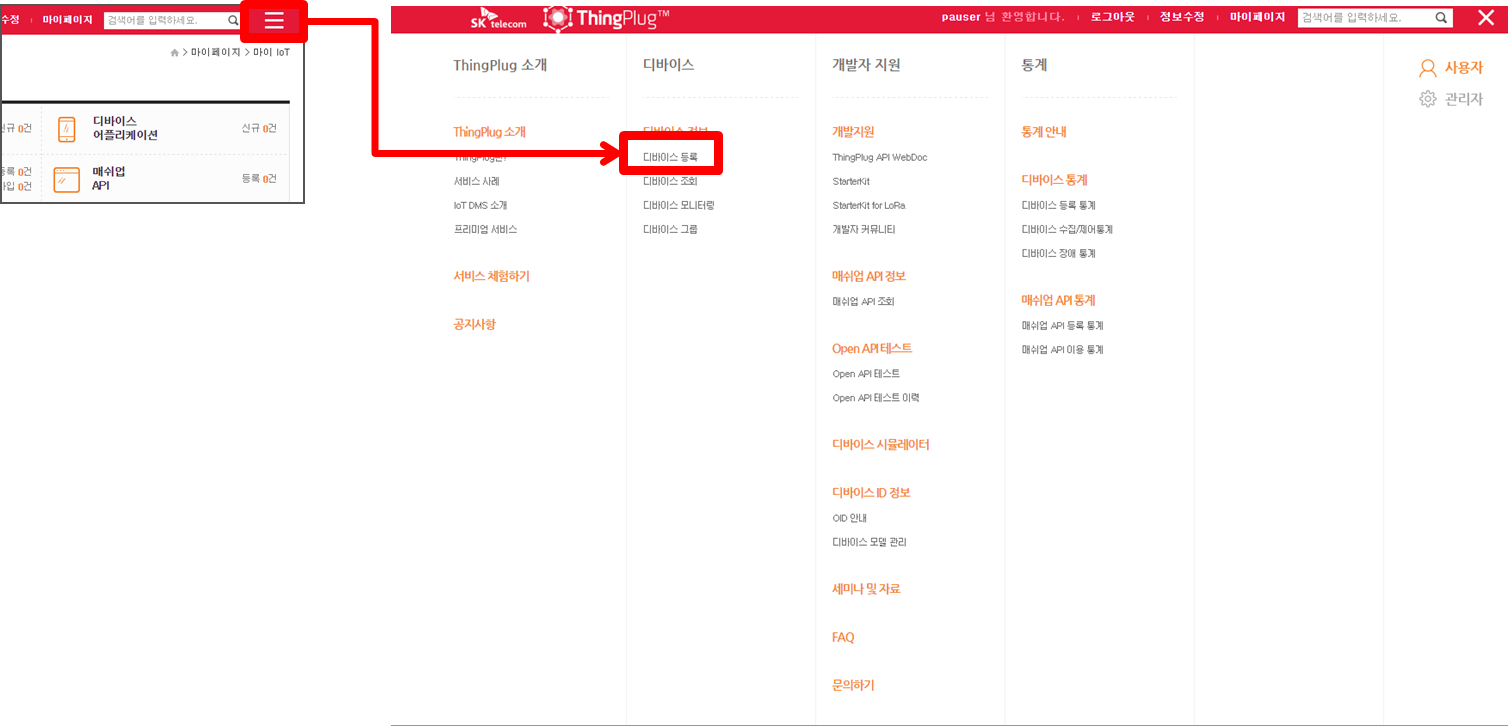 수정
마이페이지
검색어를 입력하세요.
> 마이페이지 > 마이 IoT
신규 0건
디바이스
어플리케이션
신규 0건
등록 0건
가입 0건
매쉬업
API
등록 0건
SK telecom
ThingPlug™
pauser 님 환영합니다.
로그아웃
정보수정
마이페이지
검색어를 입력하세요.
사용자
관리자
ThingPlug 소개
ThingPlug 소개
ThingPlug란?
서비스 사례
IoT DMS 소개
프리미엄 서비스
서비스 체험하기
공지사항
디바이스
디바이스 정보
디바이스 등록
디바이스 조회
디바이스 모니터링
디바이스 그룹
개발자 지원
개발지원
ThingPlug API WebDoc
StarterKit
StarterKit for LoRa
개발자 커뮤니티
매쉬업 API 정보
매쉬업 API 조회
Open API 테스트
Open API 테스트
Open API 테스트 이력
디바이스 시뮬레이터
디바이스 ID 정보
OID 안내
디바이스 모델 관리
세미나 및 자료
FAQ
문의하기
통계
통계 안내
디바이스 통계
디바이스 등록 통계
디바이스 수집/제어통계
디바이스 장애 통계
매쉬업 API 통계
매쉬업 API 등록 통계
매쉬업 API 이용 통계